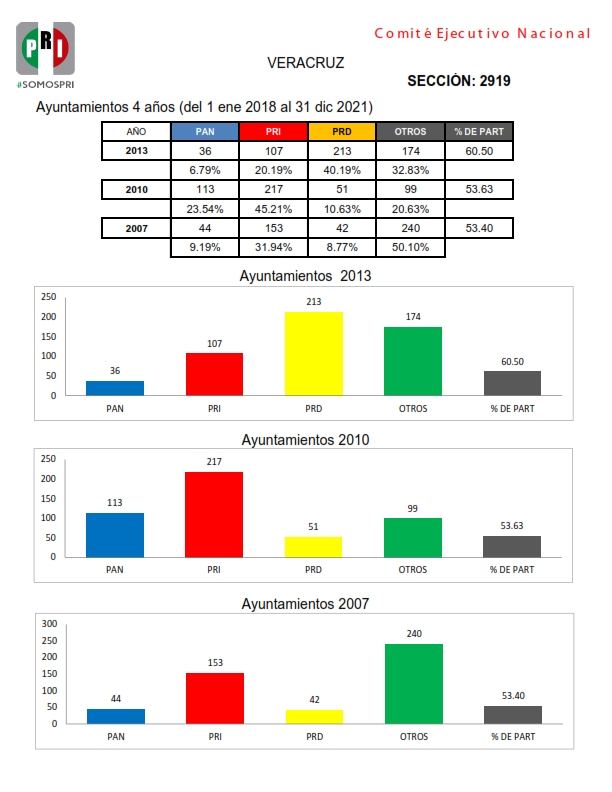 PRI
#SOMOSPRI
Comité Ejecutivo Nacional
VERACRUZ
SECCIÓN: 2919
Ayuntamientos 4 años (del 1 ene 2018 al 31 dic 2021)
AÑO PAN PRI PRD OTROS % DE PART
2013 36 107 213 174 60.50
6.79% 20.19% 40.19% 32.83%
2010 113 217 51 99 53.63
23.54% 45.21% 10.63% 20.63%
2007 44 153 42 240 53.40
9.19% 31.94% 8.77% 50.10%
Ayuntamientos 2013
250
200
150
100
50
0
36 107 213 174 60.50
PAN PRI PRD OTROS % DE PART
Ayuntamientos 2010
250
200
150
100
50
0
113 217 51 99 53.63
PAN PRI PRD OTROS % DE PART
Ayuntamientos 2007
300
250
200
150
100
50
0
44 153 42 240 53.40
PAN PRI PRD OTROS % DE PART